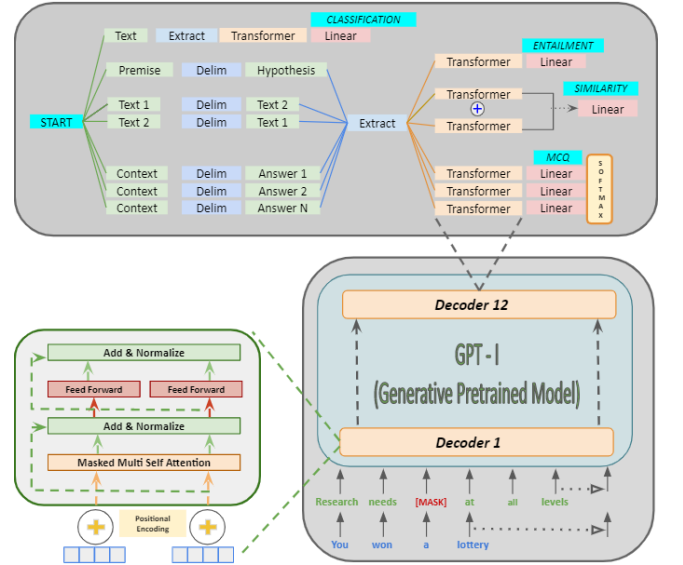 CLASSIFICATION
Text Extract Transformer Linear
ENTAILMENT
Premise Delim Hypothesis Transformer Linear
SIMILARITY
Text 1 Delim Text 2 Transformer
Linear
START Text 2 Delim Text 1 Extract Transformer
MCQ
Context Delim Answer 1 Transformer Linear
Context Delim Answer 2 Transformer Linear
Context Delim Answer N Transformer Linear
SOFTMAX
Decoder 12
GPT - I
(Generative Pretrained Model)
Decoder 1
Research needs [MASK] at all levels
You won a lottery
Add & Normalize
Feed Forward Feed Forward
Add & Normalize
Masked Multi Self Attention
Positional
Encoding